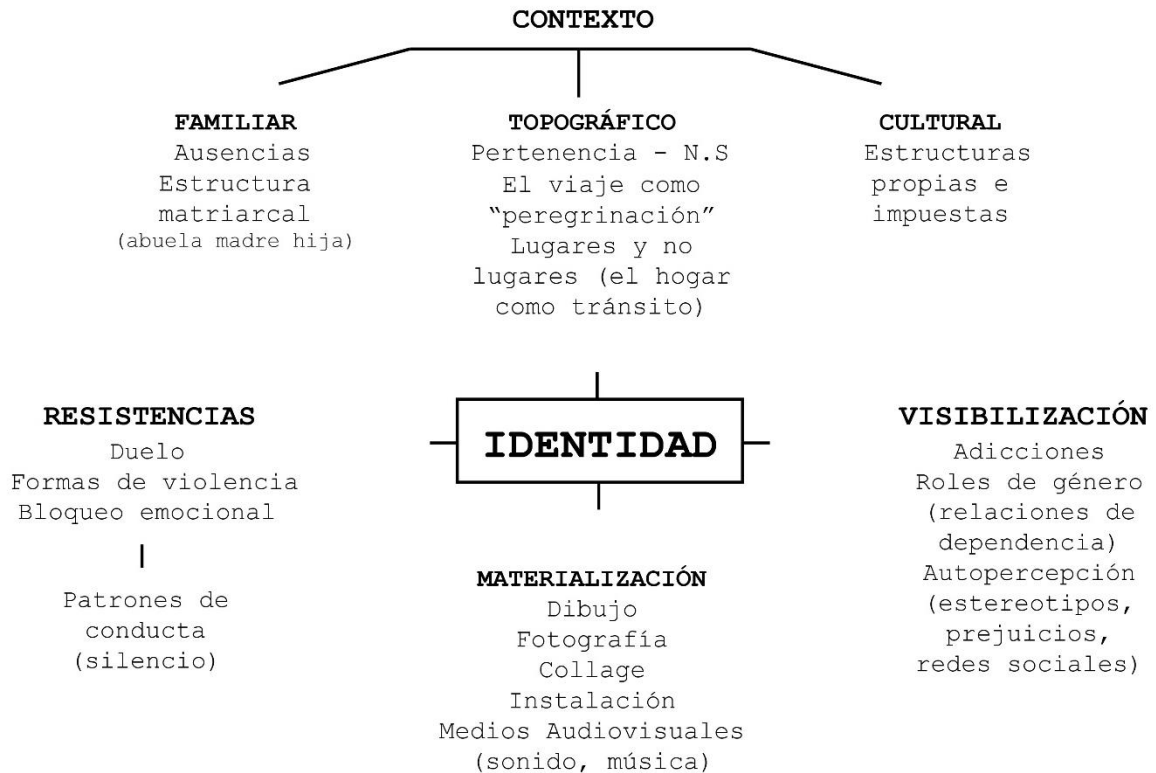 CONTEXTO
FAMILIAR
Ausencias
Estructura
matriarcal
(abuela madre hija)
TOPOGRÁFICO
Pertenencia - N.S
El viaje como
“peregrinación”
Lugares y no
lugares (el hogar
como tránsito)
CULTURAL
Estructuras
propias e
impuestas
RESISTENCIAS
Duelo
Formas de violencia
Bloqueo emocional
Patrones de
conducta
(silencio)
IDENTIDAD
VISIBILIZACIÓN
Adicciones
Roles de género
(relaciones de
dependencia)
Autopercepción
(estereotipos,
prejuicios,
redes sociales)
MATERIALIZACIÓN
Dibujo
Fotografía
Collage
Instalación
Medios Audiovisuales
(sonido, música)